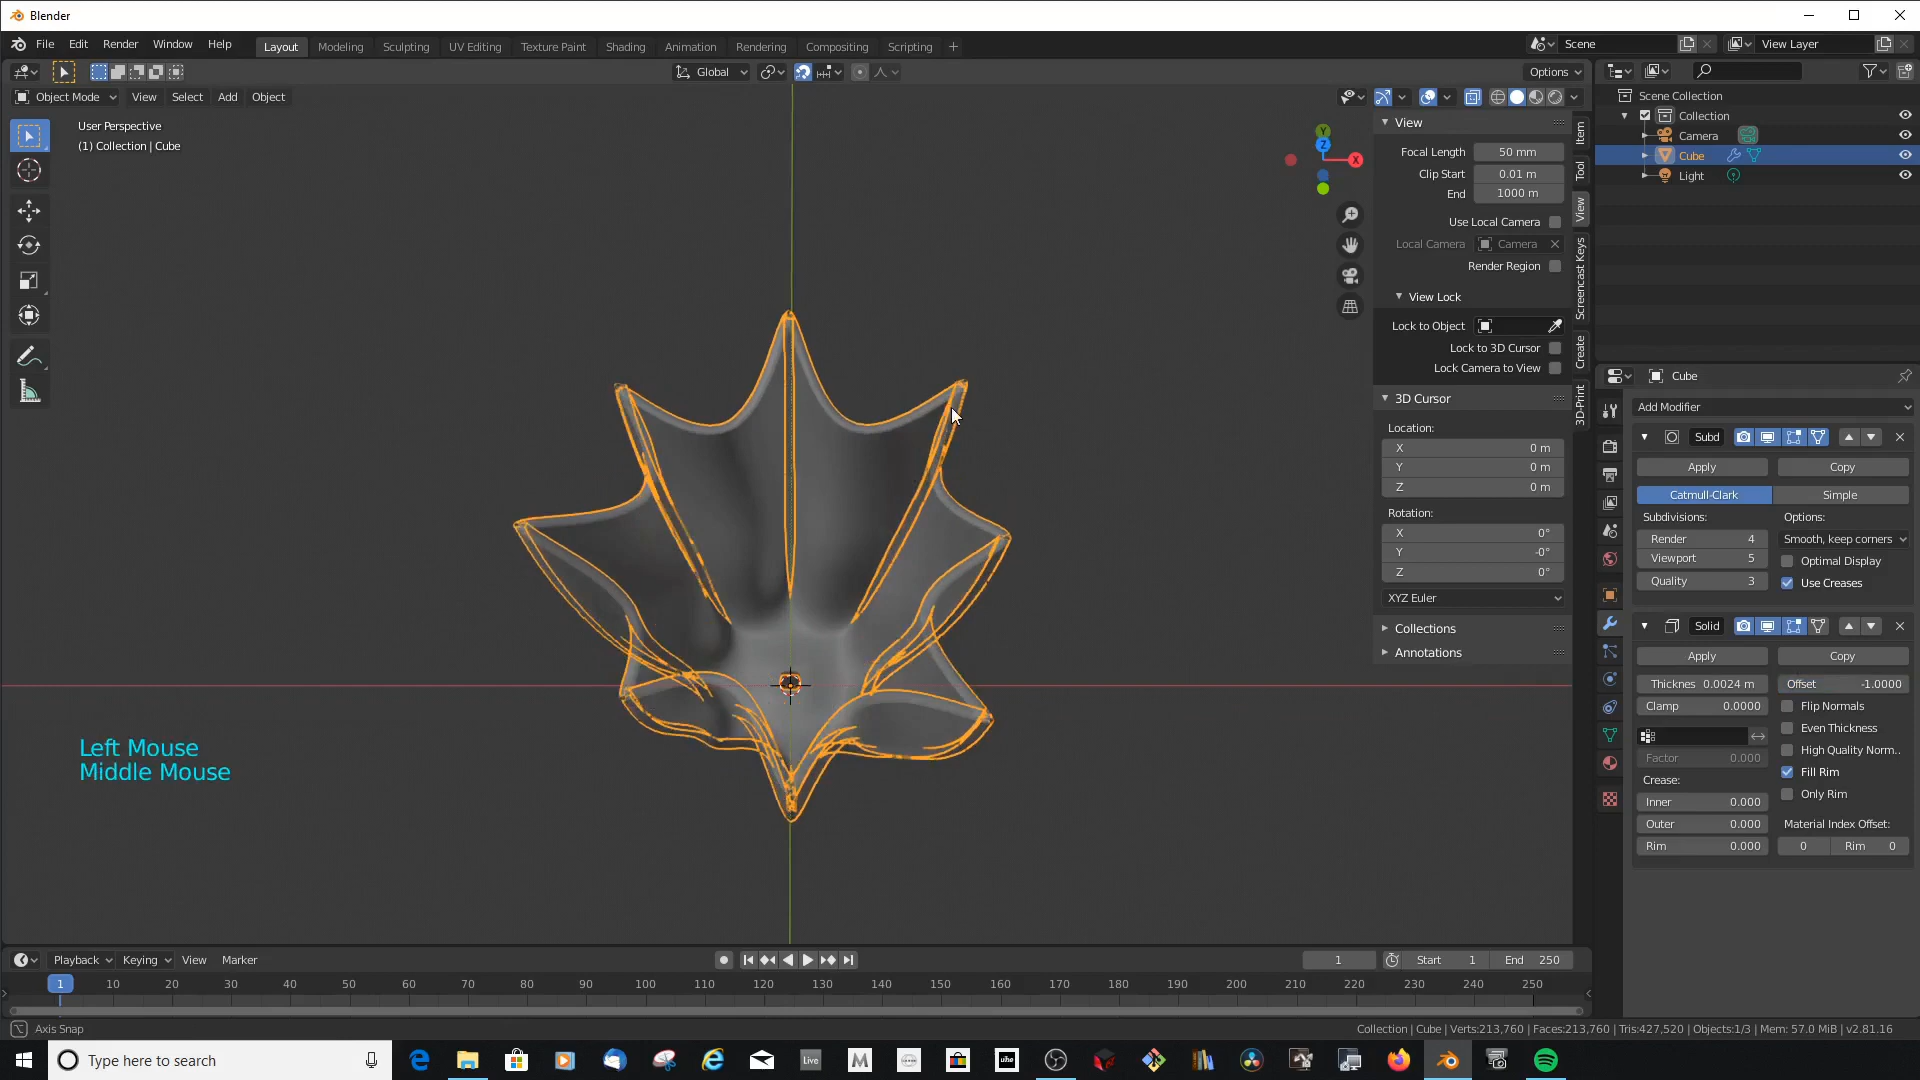 Blender
File Edit Render Window Help
Layout Modeling Sculpting UV Editing Texture Paint Shading Animation Rendering Compositing Scripting +
Scene
View Layer
Global
Options
Object Mode View Select Add Object
User Perspective
(1) Collection | Cube
Y
Z
X
View
Focal Length 50 mm
Clip Start 0.01 m
End 1000 m
Use Local Camera
Local Camera Camera
Render Region
View Lock
Lock to Object
Lock to 3D Cursor
Lock Camera to View
3D Cursor
Location:
X 0 m
Y 0 m
Z 0 m
Rotation:
X 0°
Y -0°
Z 0°
XYZ Euler
Collections
Annotations
Item
Tool
View
Screencast Keys
Create
3D-Print
Scene Collection
Collection
Camera
Cube
Light
Cube
Add Modifier
Subd
Apply Copy
Catmull-Clark Simple
Subdivisions: Options:
Render 4 Smooth, keep corners
Viewport 5 Optimal Display
Quality 3 Use Creases
Solid
Apply Copy
Thicknes 0.0024 m Offset -1.0000
Clamp 0.0000 Flip Normals
Even Thickness
High Quality Norm..
Factor 0.000 Fill Rim
Crease: Only Rim
Inner 0.000
Outer 0.000 Material Index Offset:
Rim 0.000 0 Rim 0
Left Mouse
Middle Mouse
Playback Keying View Marker
1 Start 1 End 250
1 10 20 30 40 50 60 70 80 90 100 110 120 130 140 150 160 170 180 190 200 210 220 230 240 250
Axis Snap
Collection | Cube | Verts:213,760 | Faces:213,760 | Tris:427,520 | Objects:1/3 | Mem: 57.0 MiB | v2.81.16
Type here to search
Live
M
uhe